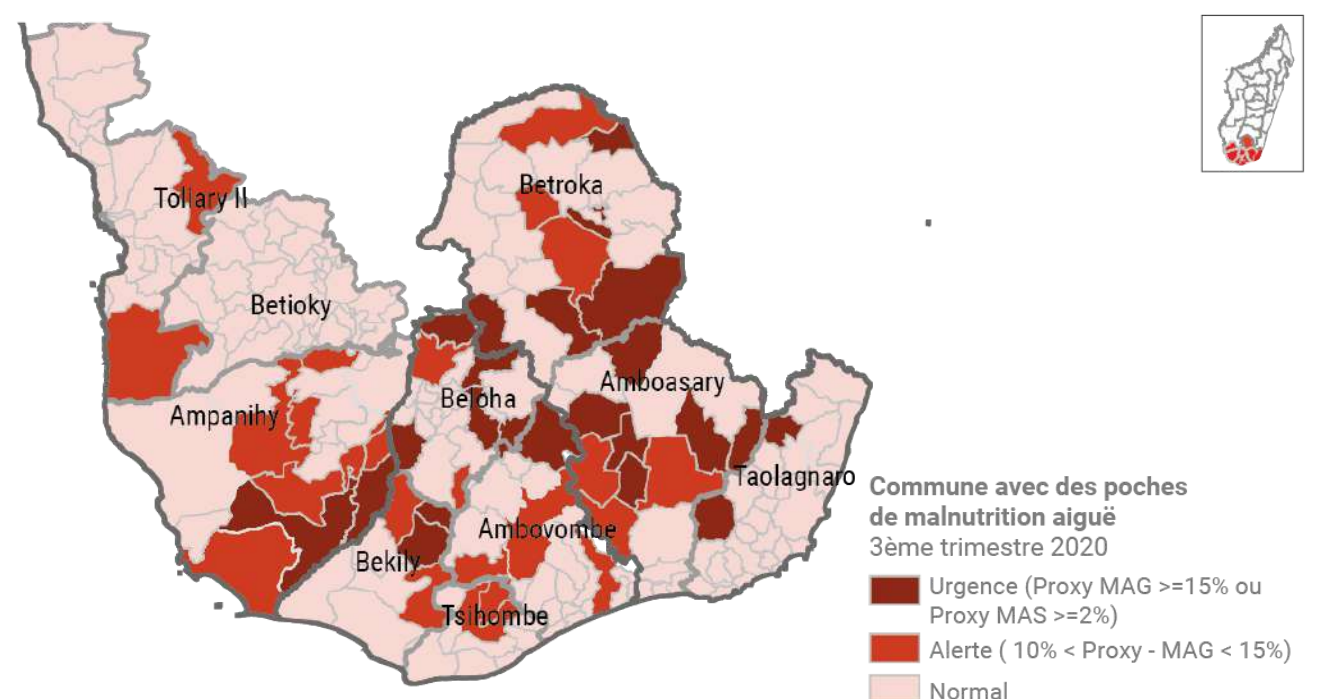 Betroka
Toliary II
Betioky
Amboasary
Beloha
Ampanihy
Taolagnaro
Ambovombe
Bekily
Tsihombe
Commune avec des poches
de malnutrition aiguë
3ème trimestre 2020
Urgence (Proxy MAG >=15% ou
Proxy MAS >=2%)
Alerte ( 10% < Proxy - MAG < 15%)
Normal